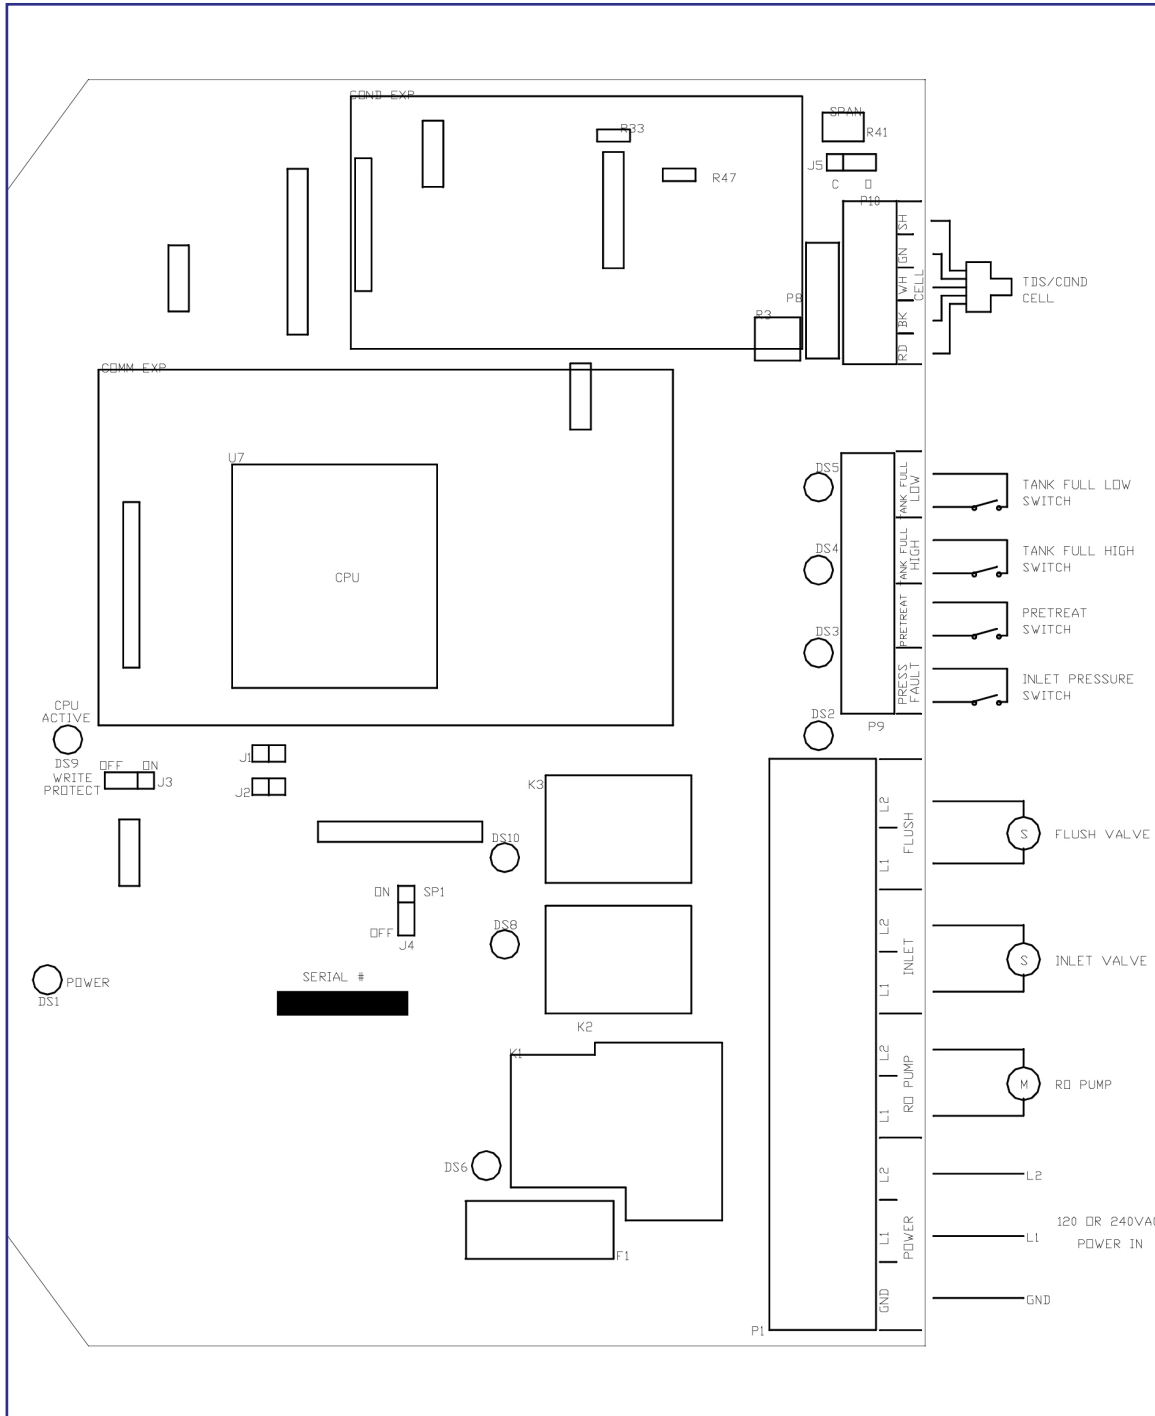 COND EXP
SPAN
R33
R41
J5
R47
C O
P10
SH
GN
WH
BK
RD
CELL
TDS/COND
CELL
P8
R3
COMM EXP
U7
CPU
DS5
TANK FULL
LOW
TANK FULL LOW
SWITCH
DS4
TANK FULL
HIGH
TANK FULL HIGH
SWITCH
DS3
PRETREAT
PRETREAT
SWITCH
PRESS
FAULT
INLET PRESSURE
SWITCH
DS2
P9
CPU
ACTIVE
DS9
WRITE
PROTECT
OFF ON
J3
J1
J2
K3
DS10
L2
L1
FLUSH
S
FLUSH VALVE
ON SP1
OFF
J4
DS8
L2
L1
INLET
S
INLET VALVE
POWER
DS1
SERIAL #
K2
K1
L2
L1
RO PUMP
M
RO PUMP
DS6
F1
L2
L1
POWER
GND
L2
120 OR 240VAC
L1
POWER IN
GND
P1